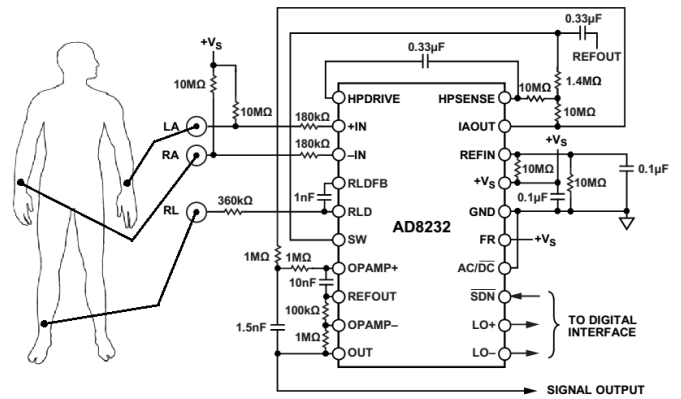 0.33µF
REFOUT
0.33µF
+VS
10MΩ
10MΩ
1.4MΩ
10MΩ
10MΩ
HPDRIVE
HPSENSE
LA
180kΩ
+IN
IAOUT
+VS
RA
180kΩ
–IN
REFIN
10MΩ
0.1µF
RLDFB
+VS
10MΩ
1nF
0.1µF
RL
360kΩ
RLD
GND
AD8232
SW
FR
+VS
1MΩ
1MΩ
OPAMP+
AC/DC
10nF
REFOUT
SDN
100kΩ
TO DIGITAL
INTERFACE
1.5nF
OPAMP–
LO+
1MΩ
OUT
LO–
SIGNAL OUTPUT